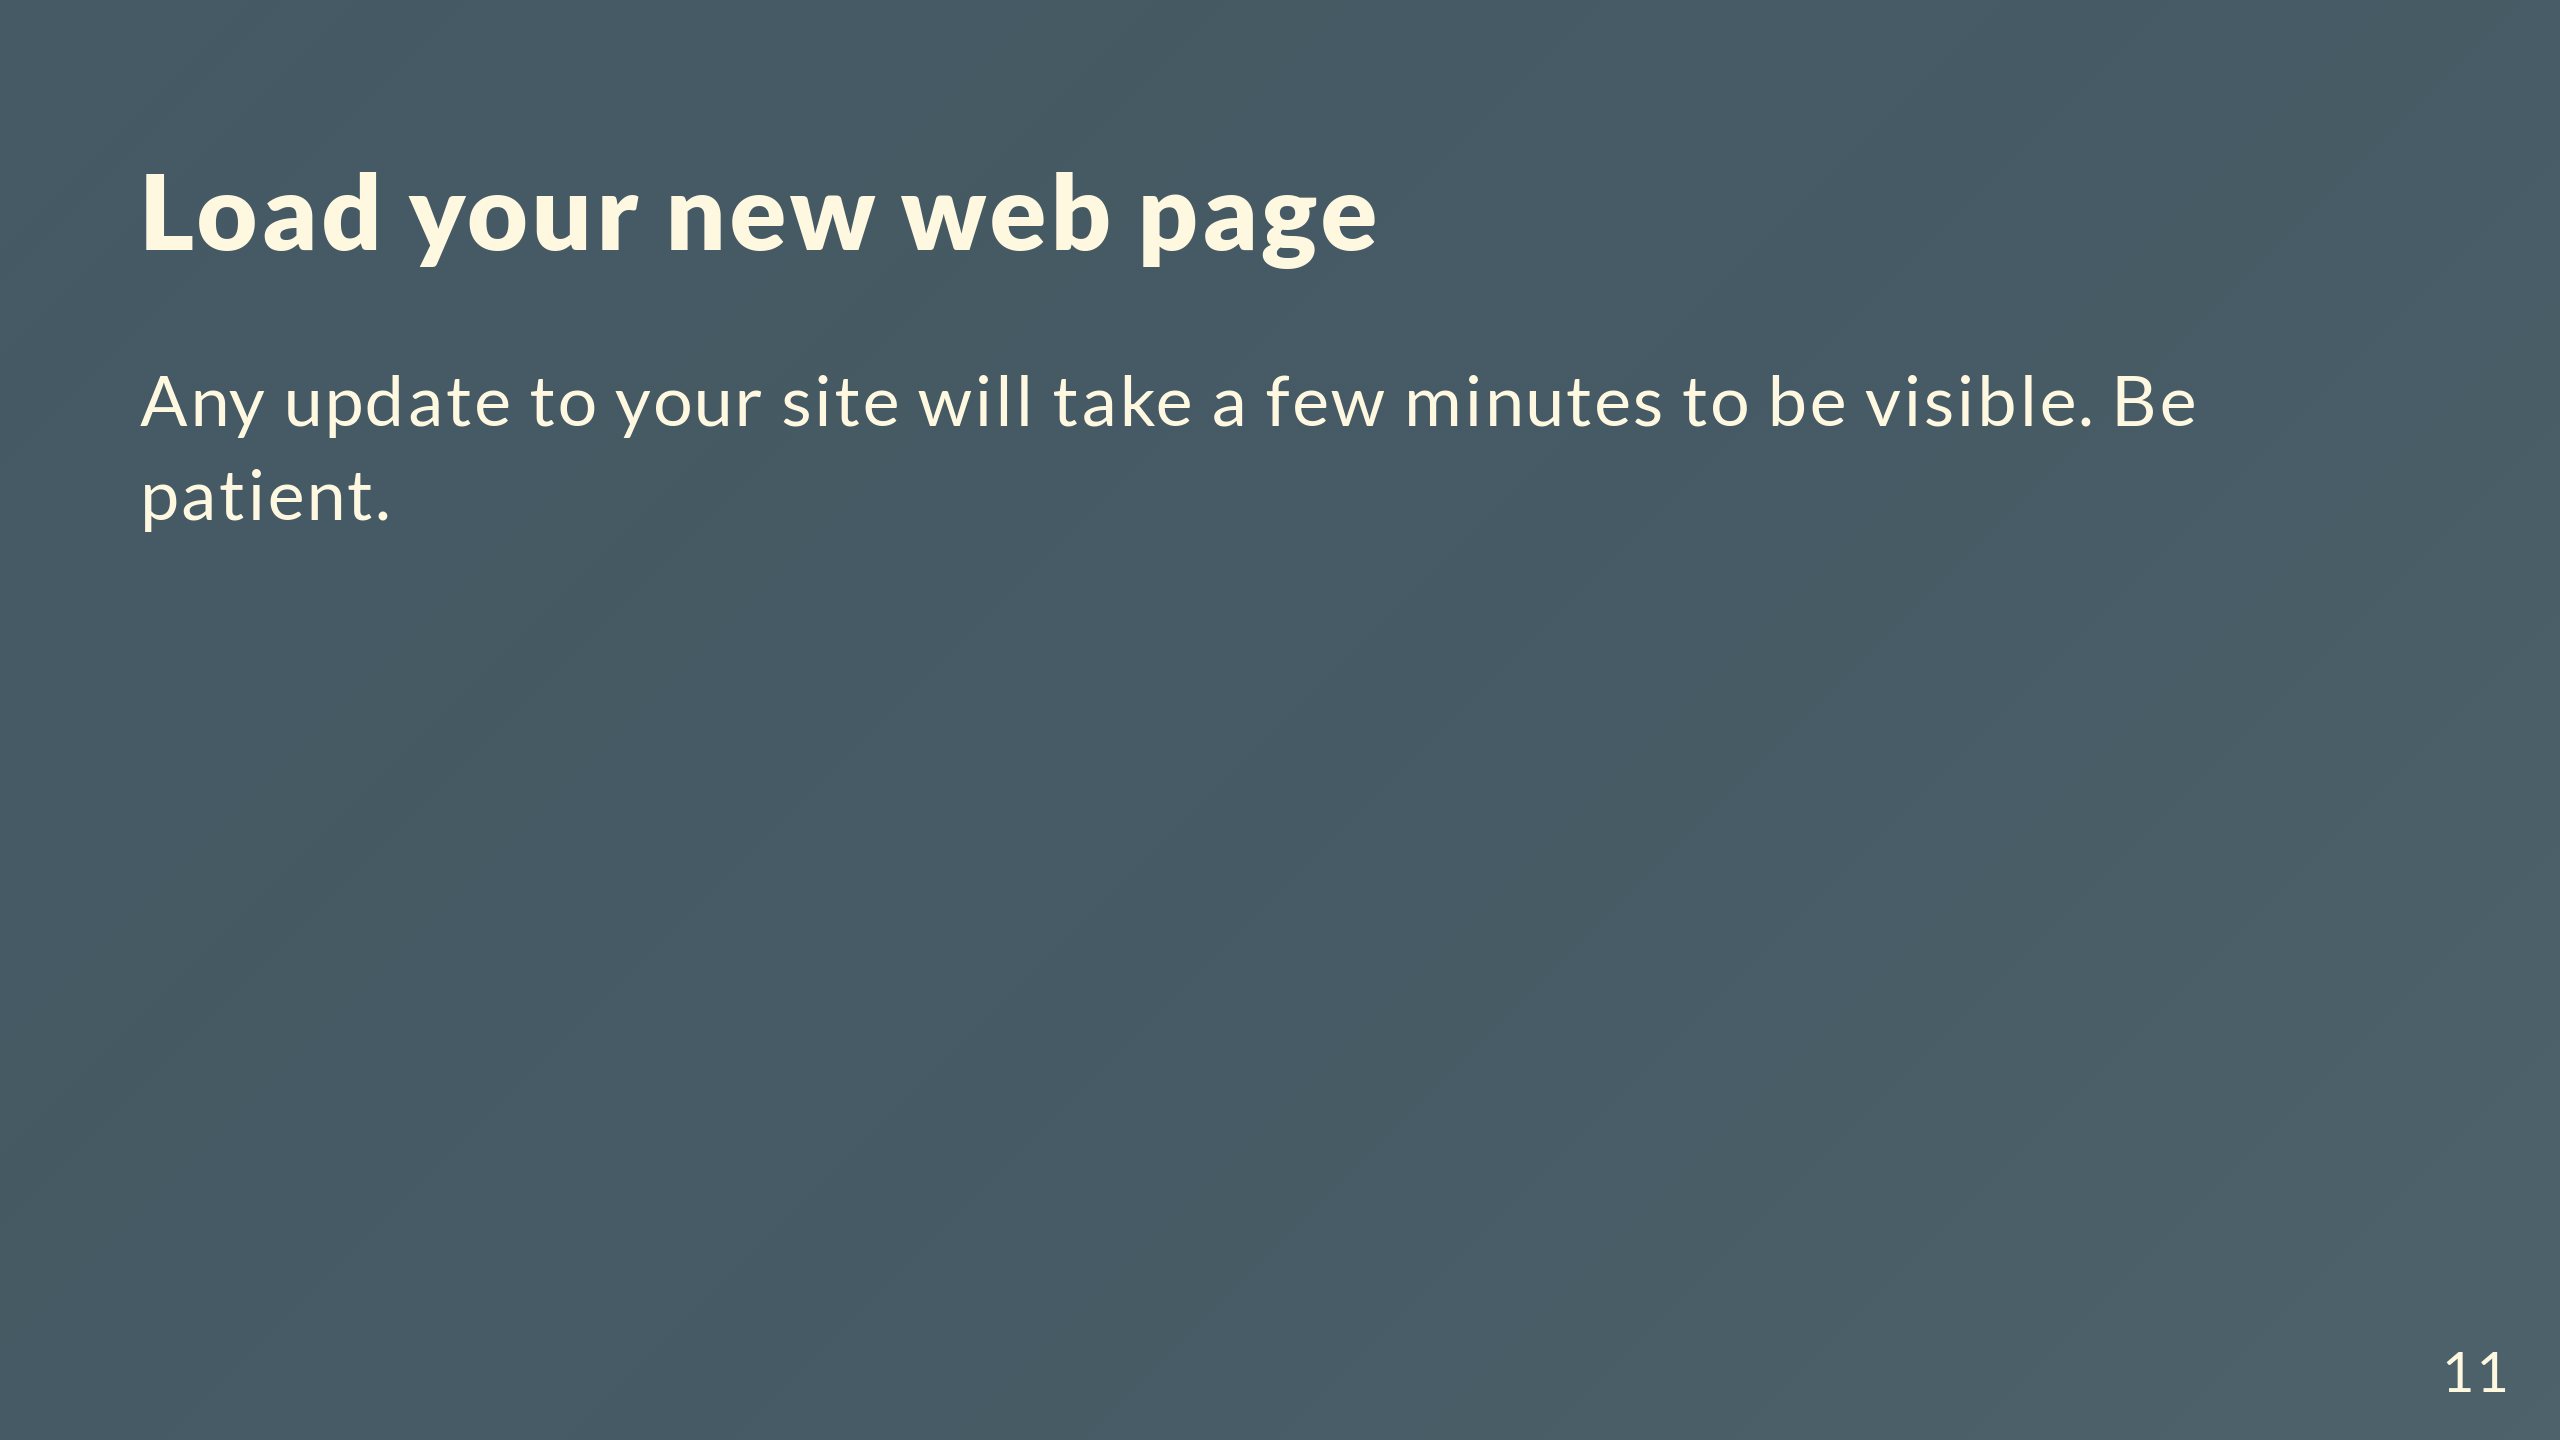 Load your new web page
Any update to your site will take a few minutes to be visible. Be
patient.
11